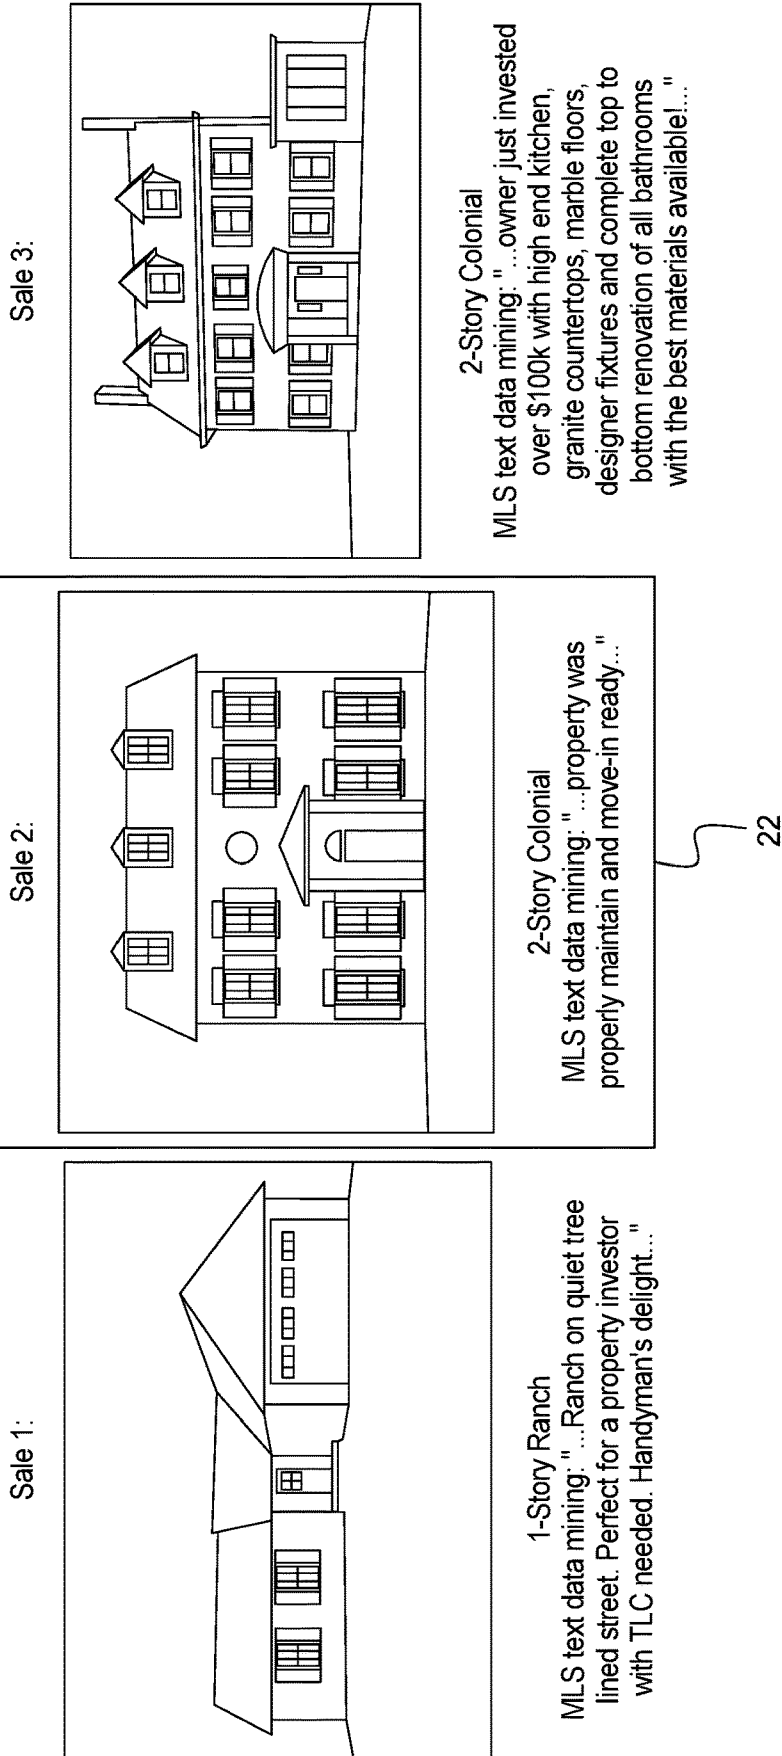 Sale 1:
1-Story Ranch
MLS text data mining: "...Ranch on quiet tree
lined street. Perfect for a property investor
with TLC needed. Handyman's delight..."
Sale 2:
2-Story Colonial
MLS text data mining: "...property was
properly maintain and move-in ready..."
22
Sale 3:
2-Story Colonial
MLS text data mining: "...owner just invested
over $100k with high end kitchen,
granite countertops, marble floors,
designer fixtures and complete top to
bottom renovation of all bathrooms
with the best materials available!..."